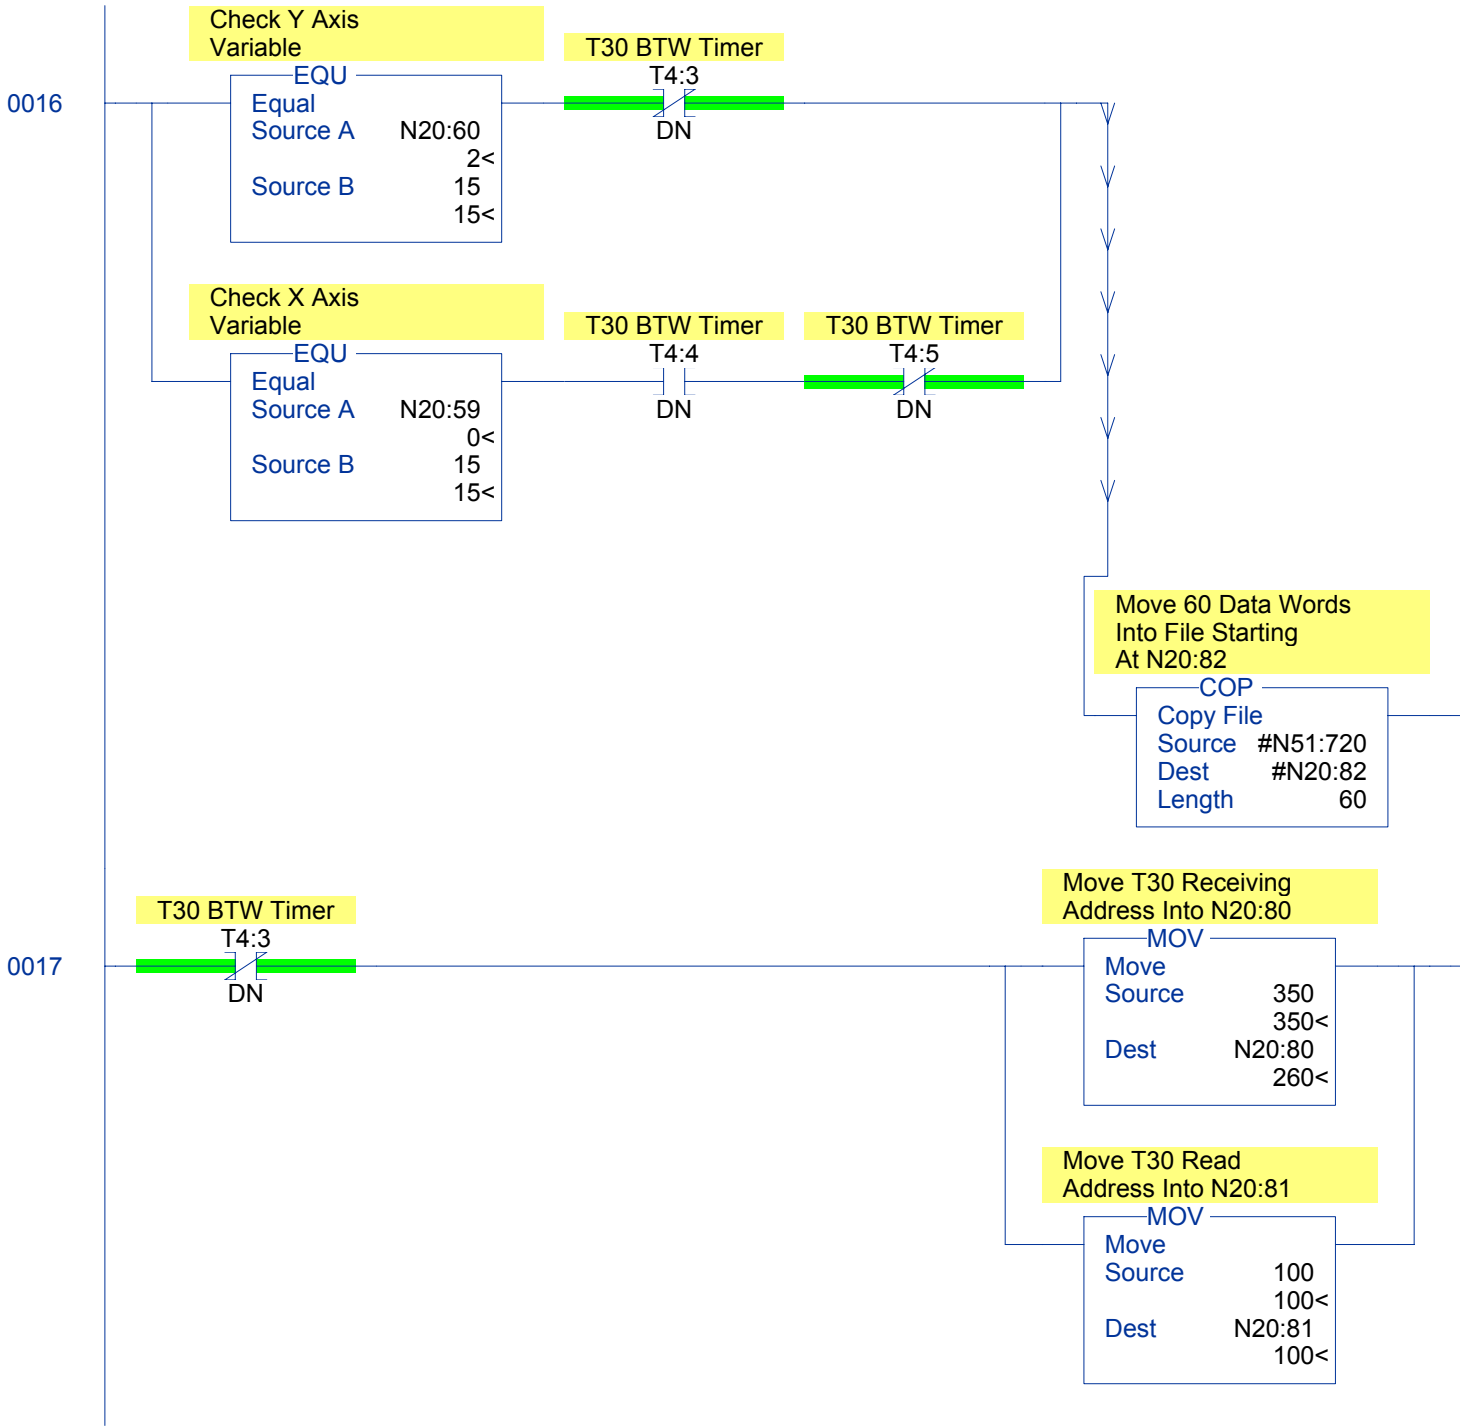 Check Y Axis
Variable
T30 BTW Timer
EQU
T4:3
0016
Equal
Source A N20:60
DN
2<
Source B 15
15<
Check X Axis
Variable
T30 BTW Timer T30 BTW Timer
EQU
T4:4 T4:5
Equal
Source A N20:59
DN DN
0<
Source B 15
15<
Move 60 Data Words
Into File Starting
At N20:82
COP
Copy File
Source #N51:720
Dest #N20:82
Length 60
Move T30 Receiving
Address Into N20:80
T30 BTW Timer
T4:3
MOV
0017
Move
DN
Source 350
350<
Dest N20:80
260<
Move T30 Read
Address Into N20:81
MOV
Move
Source 100
100<
Dest N20:81
100<